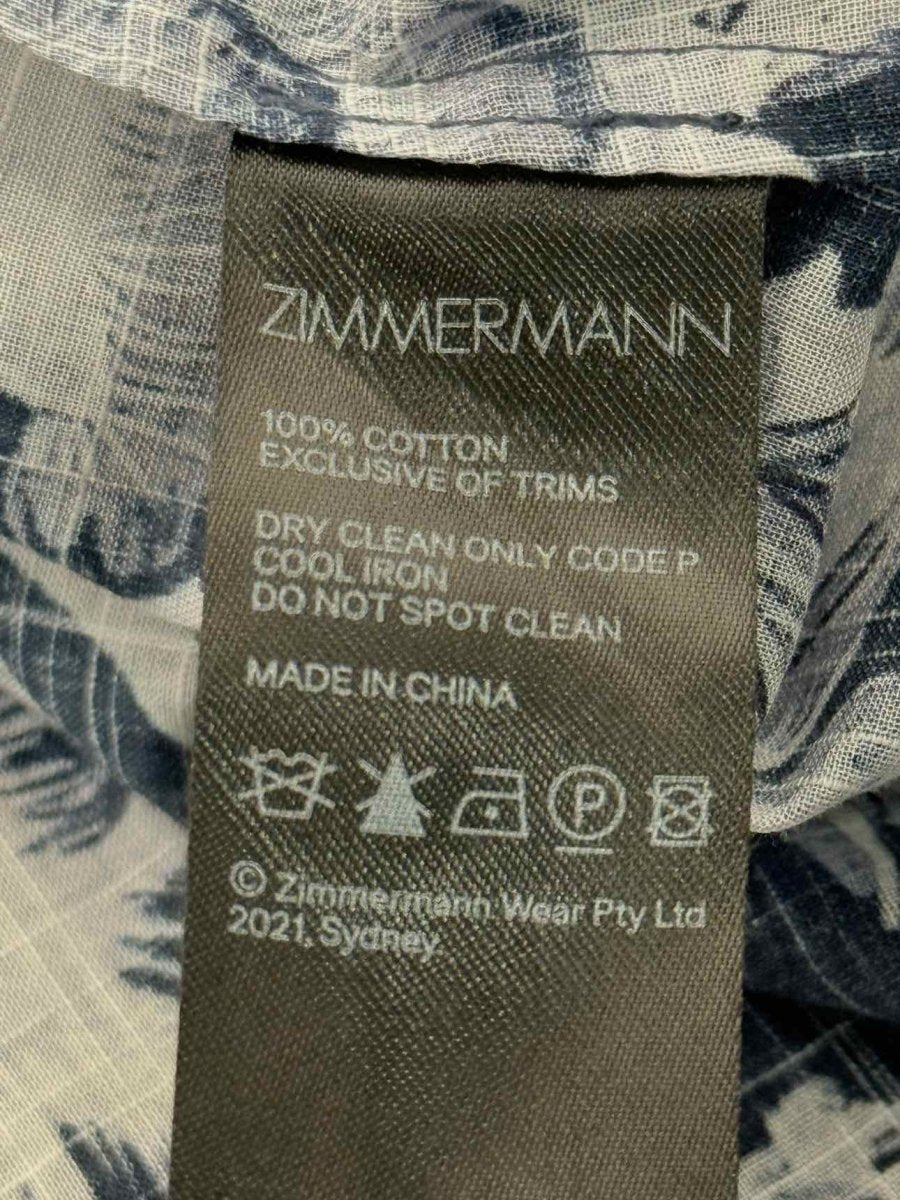 ZIMMERMANN
100% COTTON
EXCLUSIVE OF TRIMS
DRY CLEAN ONLY CODE P
COOL IRON
DO NOT SPOT CLEAN
MADE IN CHINA
P
© Zimmermann Wear Pty Ltd
2021, Sydney.